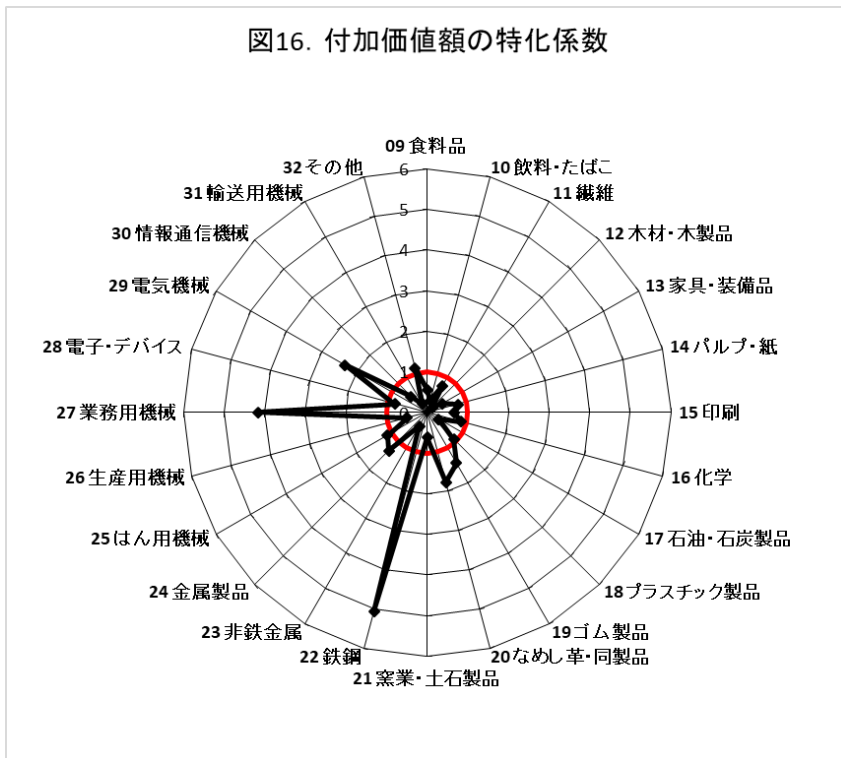 図16. 付加価値額の特化係数
09 食料品
10 飲料・たばこ
11 繊維
12 木材・木製品
13 家具・装備品
14 パルプ・紙
15 印刷
16 化学
17 石油・石炭製品
18 プラスチック製品
19 ゴム製品
20 なめし革・同製品
21 窯業・土石製品
22 鉄鋼
23 非鉄金属
24 金属製品
25 はん用機械
26 生産用機械
27 業務用機械
28 電子・デバイス
29 電気機械
30 情報通信機械
31 輸送用機械
32 その他
6
5
4
3
2
1
0